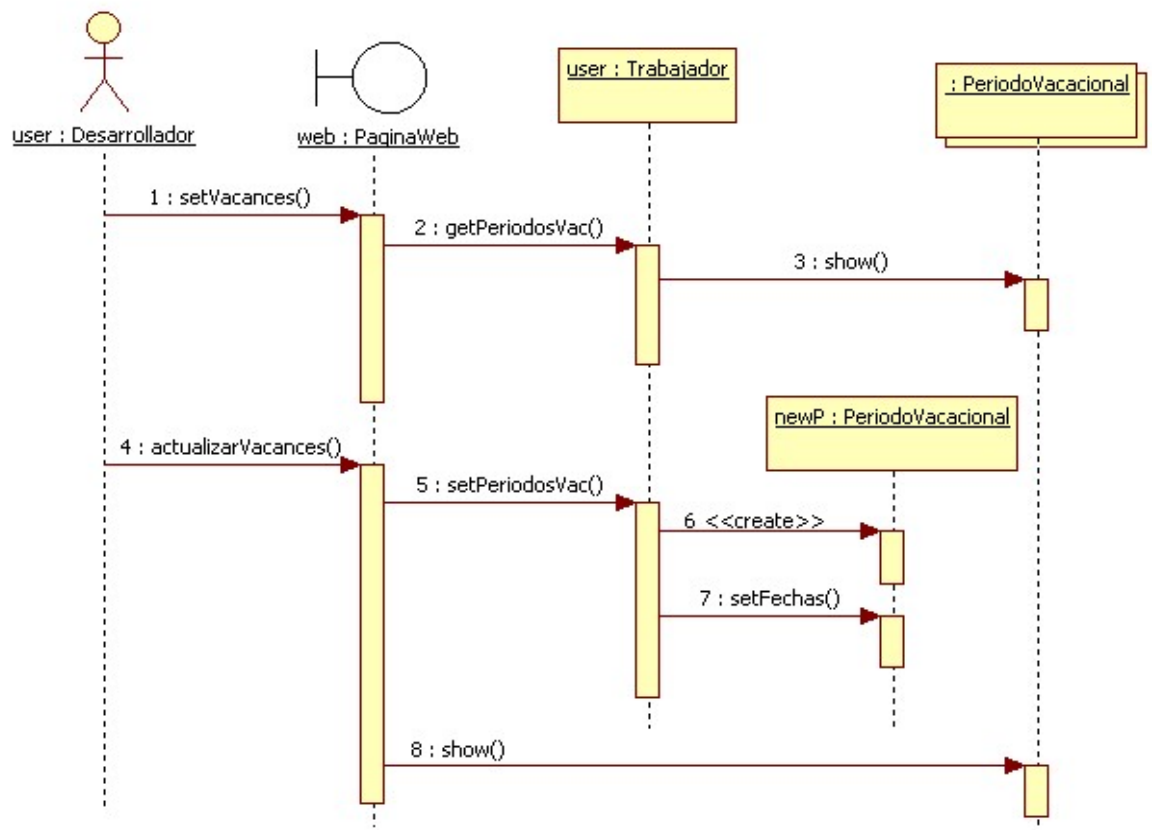 user : Trabajador
: PeriodoVacacional
user : Desarrollador
web : PaginaWeb
1 : setVacances()
2 : getPeriodosVac()
3 : show()
newP : PeriodoVacacional
4 : actualizarVacances()
5 : setPeriodosVac()
6 <<create>>
7 : setFechas()
8 : show()